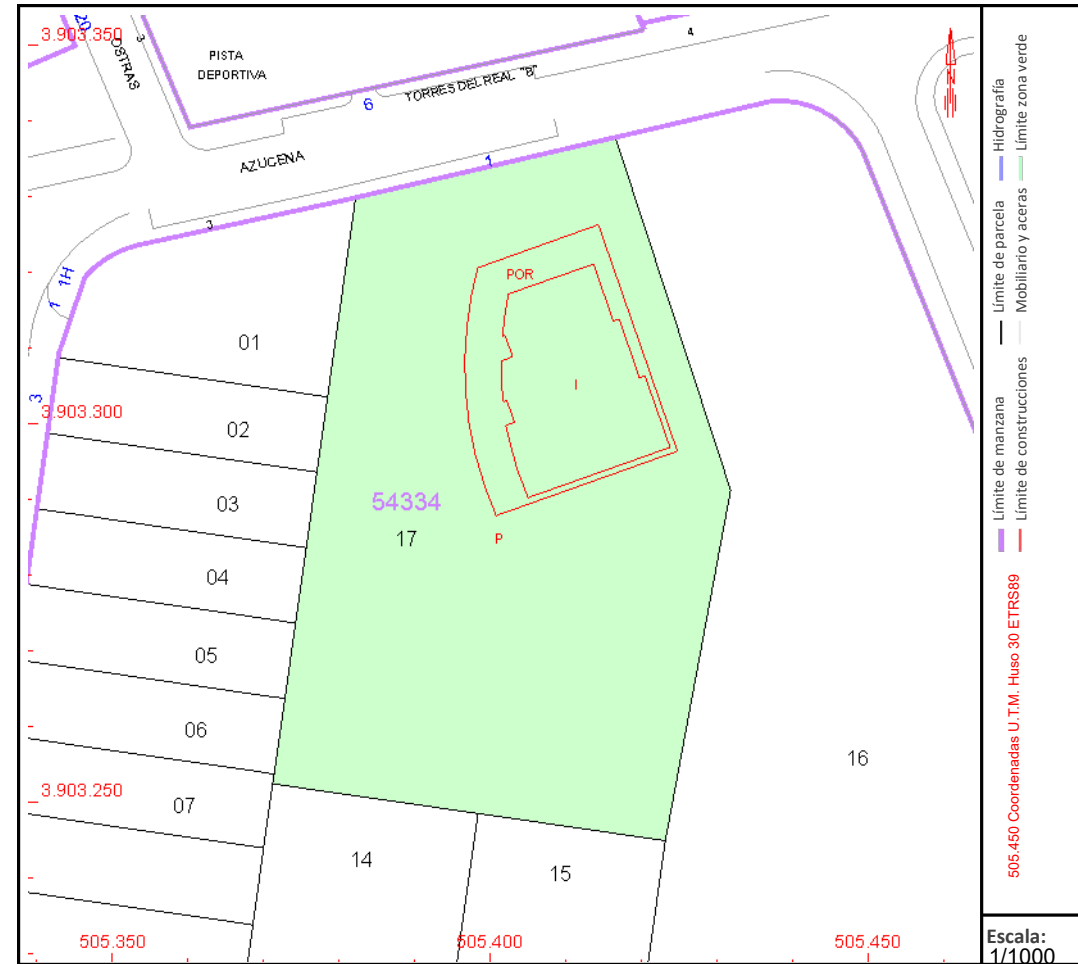 20
3.903.350
OSTRAS
3
PISTA
DEPORTIVA
4
TORRES DEL REAL "B"
6
AZUCENA
1
3
1H
1
01
POR
I
3
3.903.300
02
03
54334
17
P
04
05
06
16
3.903.250
07
14
15
505.350
505.400
505.450
N
Hidrografía
Límite zona verde
Límite de parcela
Mobiliario y aceras
Límite de manzana
Límite de construcciones
505.450 Coordenadas U.T.M. Huso 30 ETRS89
Escala:
1/1000